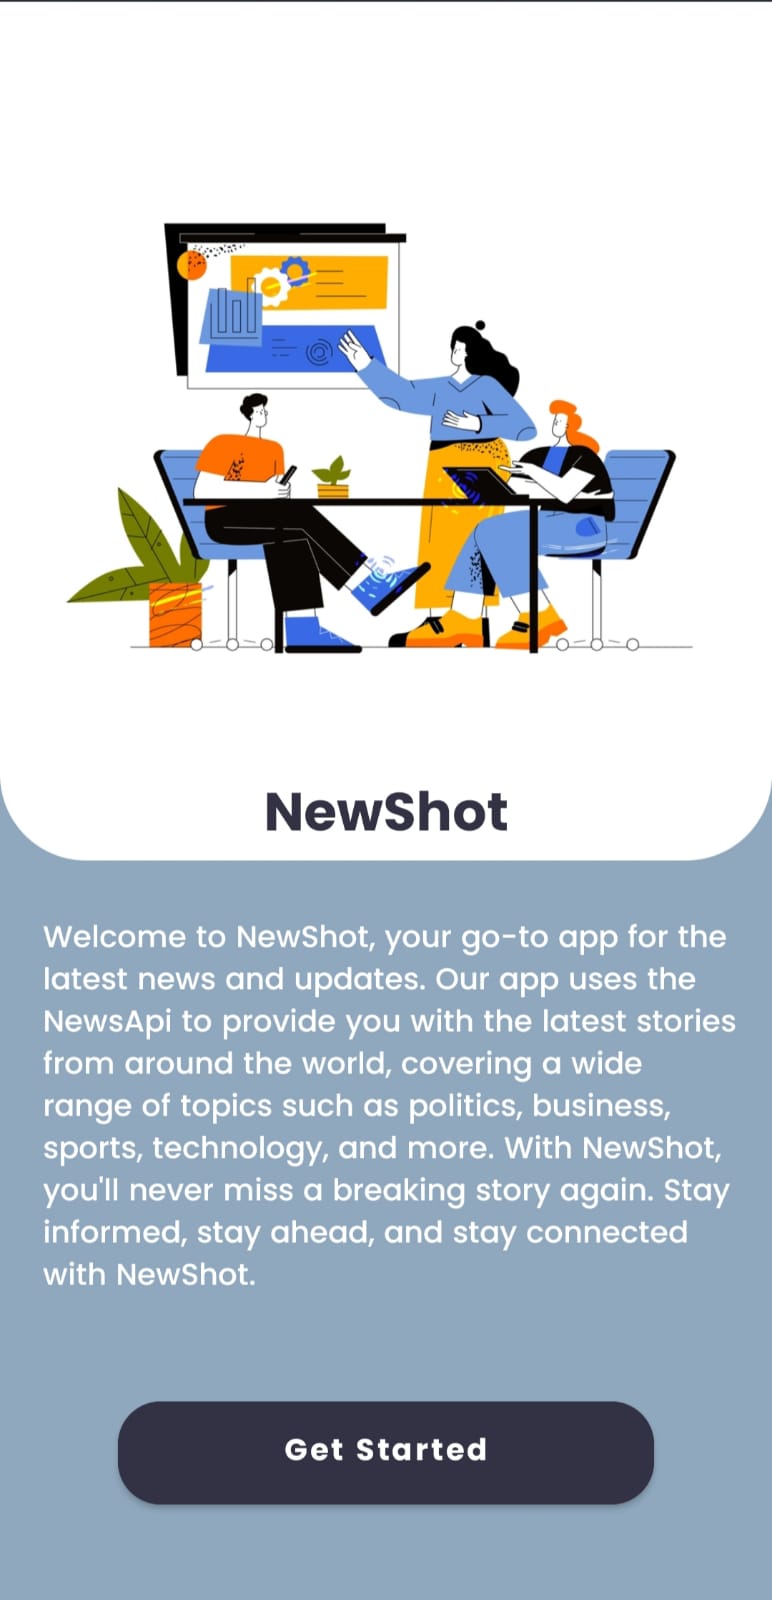 NewShot
Welcome to NewShot, your go-to app for the
latest news and updates. Our app uses the
NewsApi to provide you with the latest stories
from around the world, covering a wide
range of topics such as politics, business,
sports, technology, and more. With NewShot,
you'll never miss a breaking story again. Stay
informed, stay ahead, and stay connected
with NewShot.
Get Started